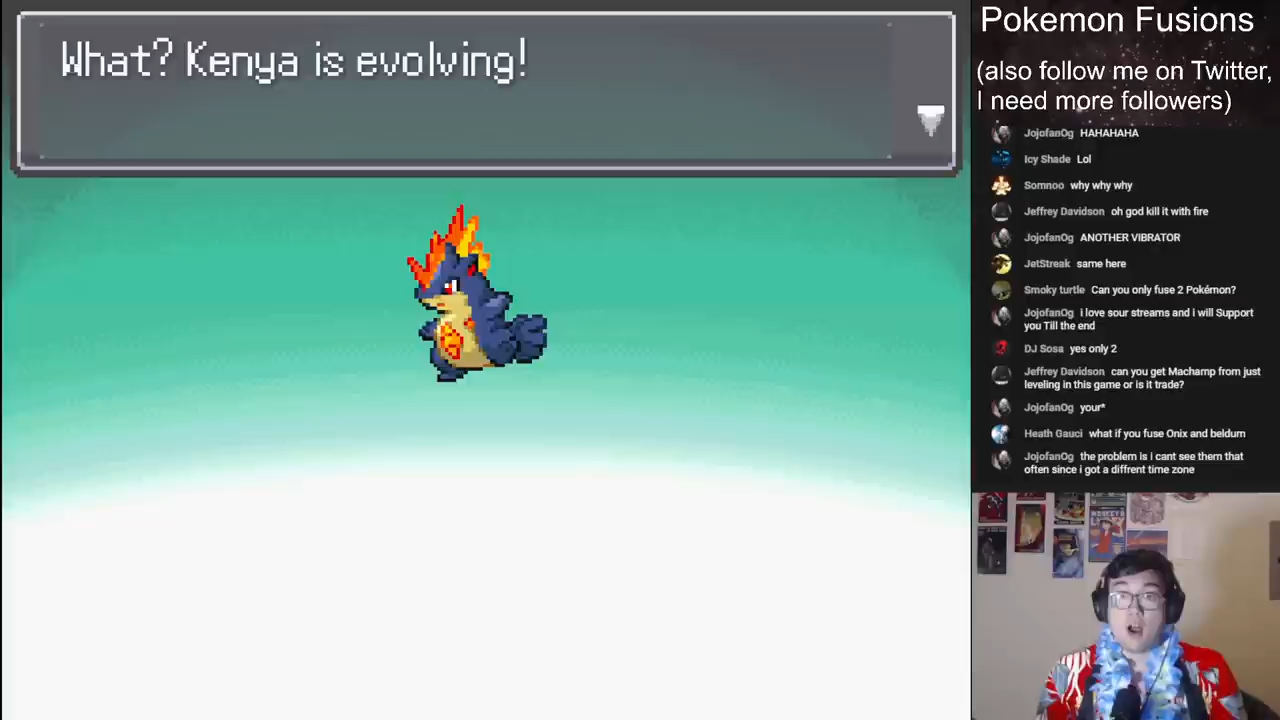 What? Kenya is evolving!
Pokemon Fusions
(also follow me on Twitter,
I need more followers)
JojofanOg HAHAHAHA
Icy Shade Lol
Somnoo why why why
Jeffrey Davidson oh god kill it with fire
JojofanOg ANOTHER VIBRATOR
JetStreak same here
Smoky turtle Can you only fuse 2 Pokémon?
JojofanOg i love sour streams and i will Support
you Till the end
DJ Sosa yes only 2
Jeffrey Davidson can you get Machamp from just
leveling in this game or is it trade?
JojofanOg your*
Heath Gauci what if you fuse Onix and beldum
JojofanOg the problem is i cant see them that
often since i got a diffrent time zone